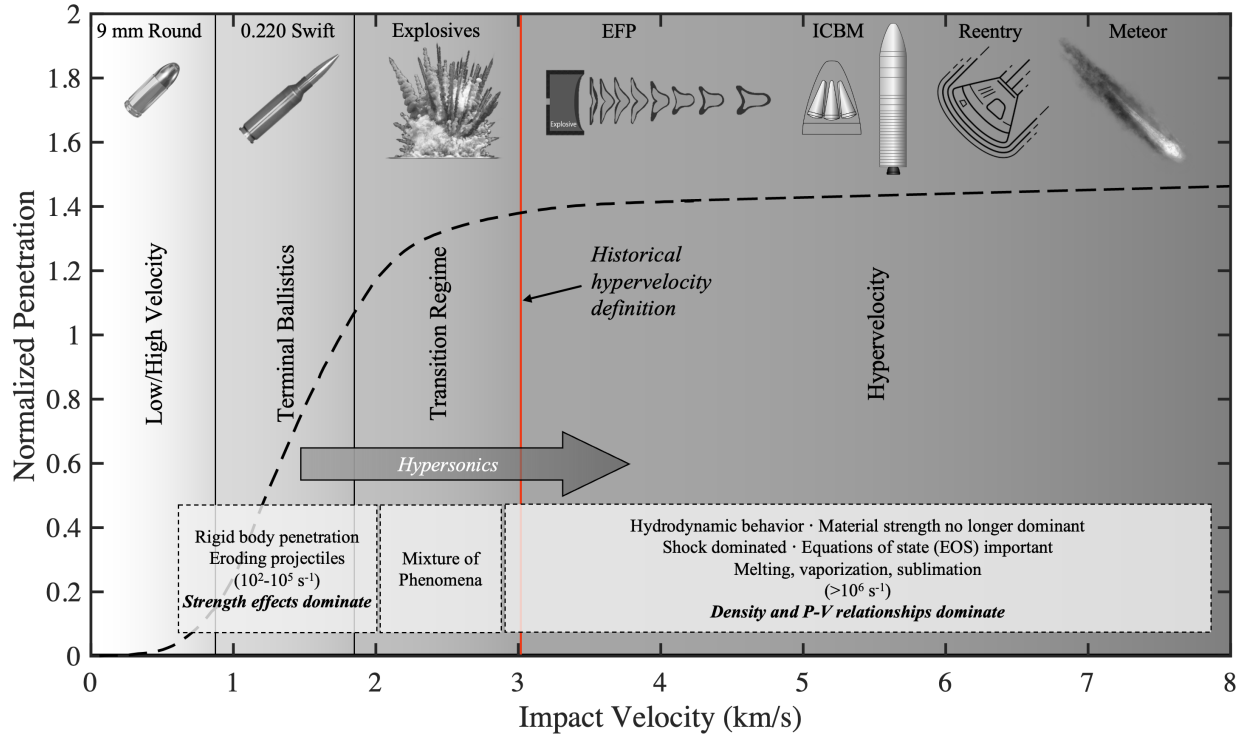 9 mm Round
0.220 Swift
Explosives
EFP
ICBM
Reentry
Meteor
Explosive
2
1.8
1.6
1.4
1.2
1
0.8
0.6
0.4
0.2
0
Normalized Penetration
Low/High Velocity
Terminal Ballistics
Transition Regime
Historical
hypervelocity
definition
Hypervelocity
Hypersonics
Rigid body penetration
Eroding projectiles
(10²-10⁵ s⁻¹)
Strength effects dominate
Mixture of
Phenomena
Hydrodynamic behavior · Material strength no longer dominant
Shock dominated · Equations of state (EOS) important
Melting, vaporization, sublimation
(>10⁶ s⁻¹)
Density and P-V relationships dominate
0 1 2 3 4 5 6 7 8
Impact Velocity (km/s)